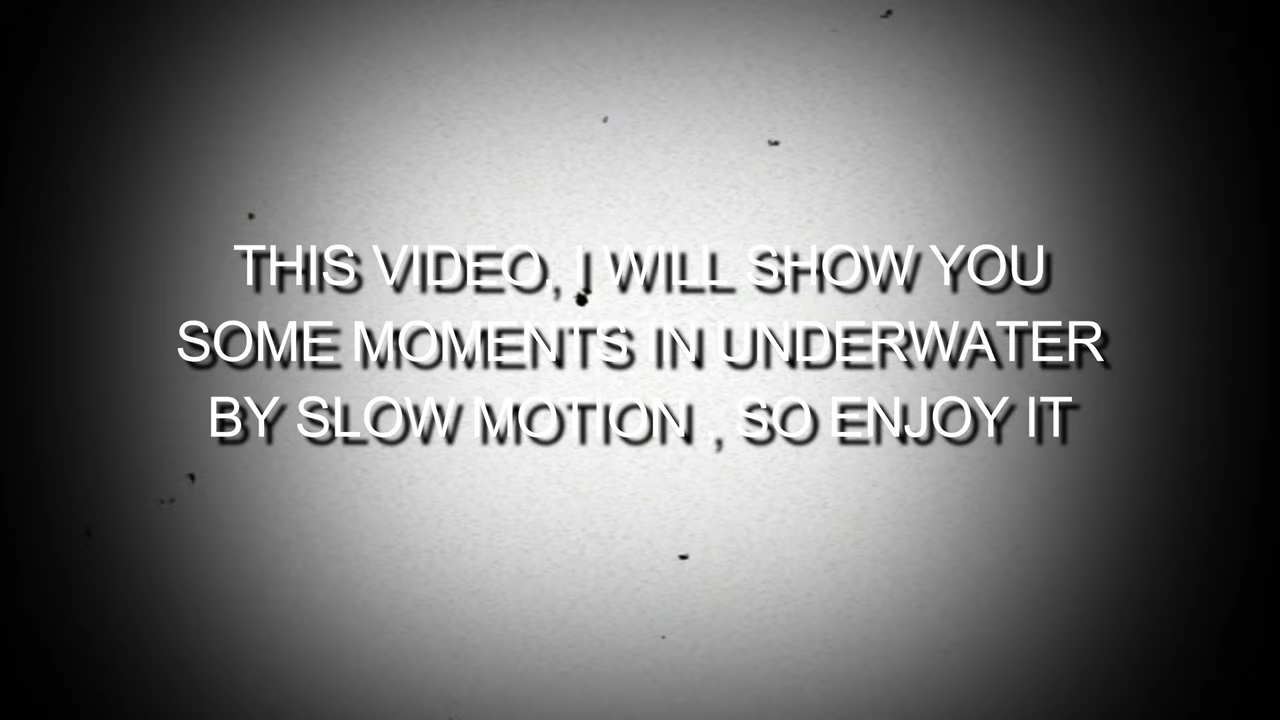 THIS VIDEO, I WILL SHOW YOU
SOME MOMENTS IN UNDERWATER
BY SLOW MOTION , SO ENJOY IT